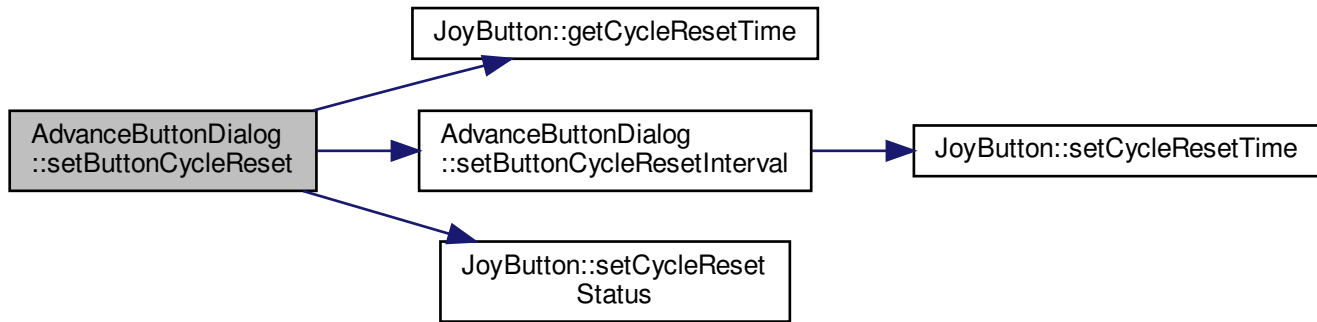 JoyButton::getCycleResetTime
AdvanceButtonDialog
::setButtonCycleReset
AdvanceButtonDialog
::setButtonCycleResetInterval
JoyButton::setCycleResetTime
JoyButton::setCycleReset
Status